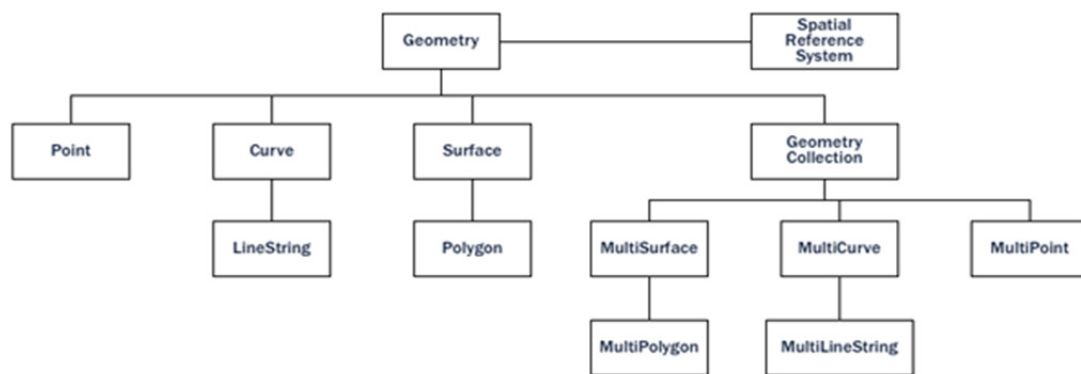 Geometry
Spatial
Reference
System
Point
Curve
Surface
Geometry
Collection
LineString
Polygon
MultiSurface
MultiCurve
MultiPoint
MultiPolygon
MultiLineString